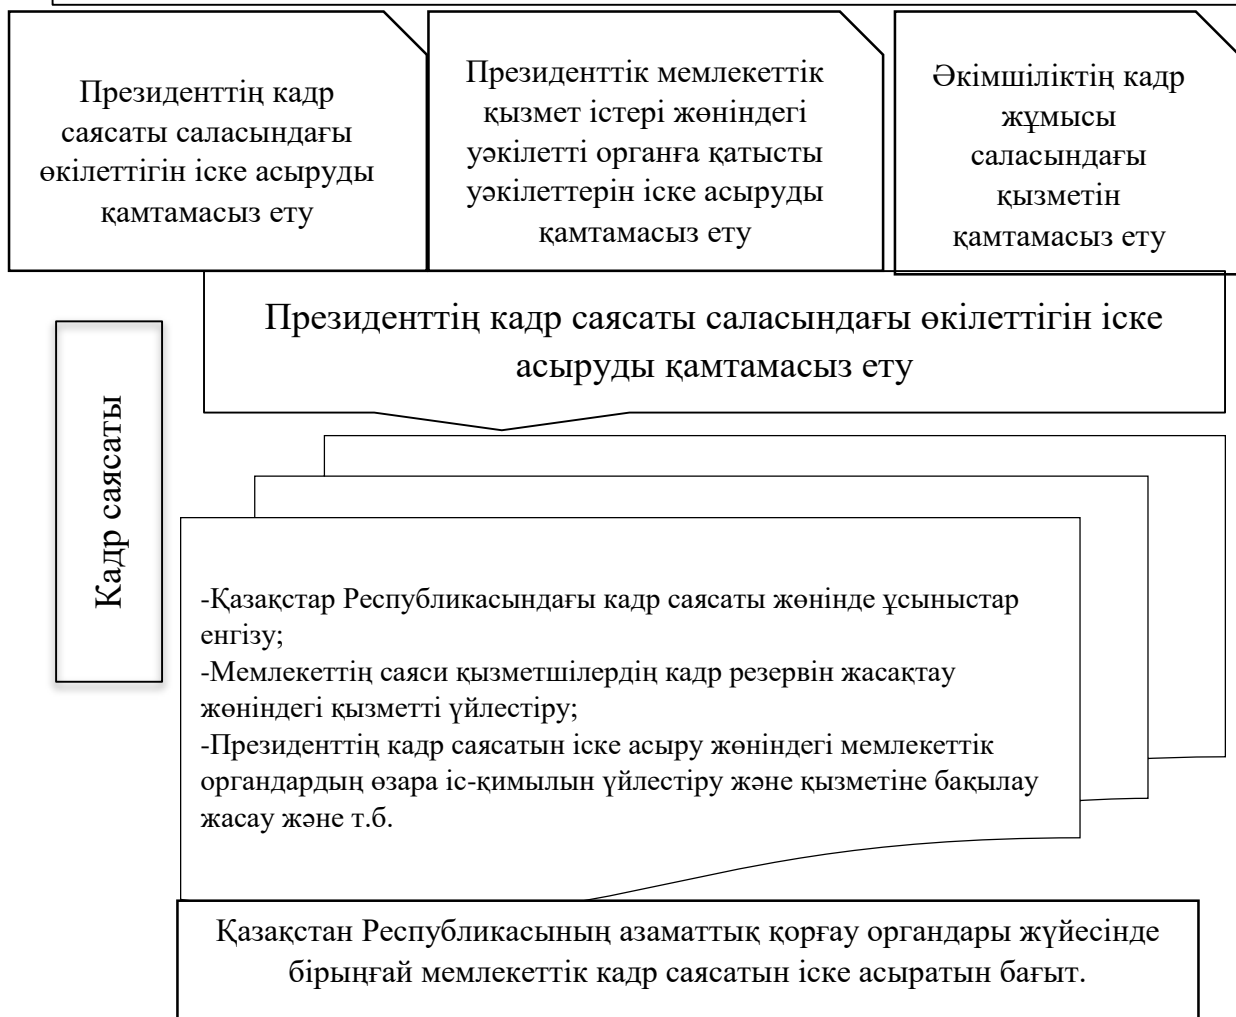 Президенттің кадр
саясаты саласындағы
өкілеттігін іске асыруды
қамтамасыз ету
Президенттік мемлекеттік
қызмет істері жөніндегі
уәкілетті органға қатысты
уәкілеттерін іске асыруды
қамтамасыз ету
Әкімшіліктің кадр
жұмысы
саласындағы
қызметін
қамтамасыз ету
Президенттің кадр саясаты саласындағы өкілеттігін іске
асыруды қамтамасыз ету
Кадр саясаты
-Қазақстар Республикасындағы кадр саясаты жөнінде ұсыныстар
енгізу;
-Мемлекеттің саяси қызметшілердің кадр резервін жасақтау
жөніндегі қызметті үйлестіру;
-Президенттің кадр саясатын іске асыру жөніндегі мемлекеттік
органдардың өзара іс-қимылын үйлестіру және қызметіне бақылау
жасау және т.б.
Қазақстан Республикасының азаматтық қорғау органдары жүйесінде
бірыңғай мемлекеттік кадр саясатын іске асыратын бағыт.